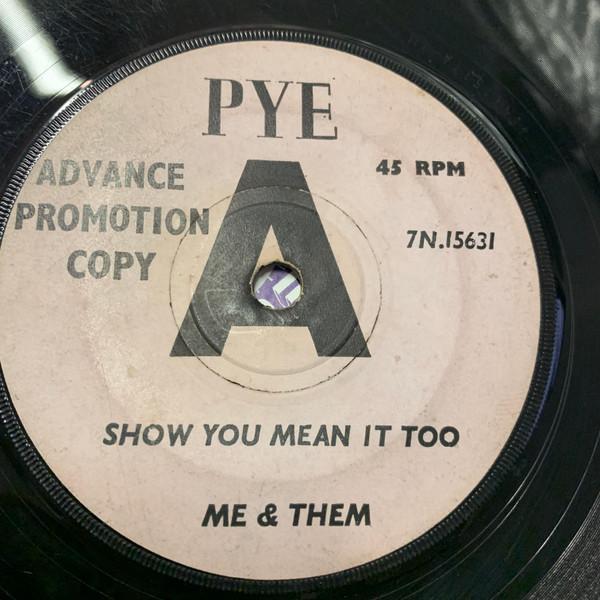 PYE
ADVANCE
PROMOTION
COPY
A
45 RPM
7N.15631
SHOW YOU MEAN IT TOO
ME & THEM